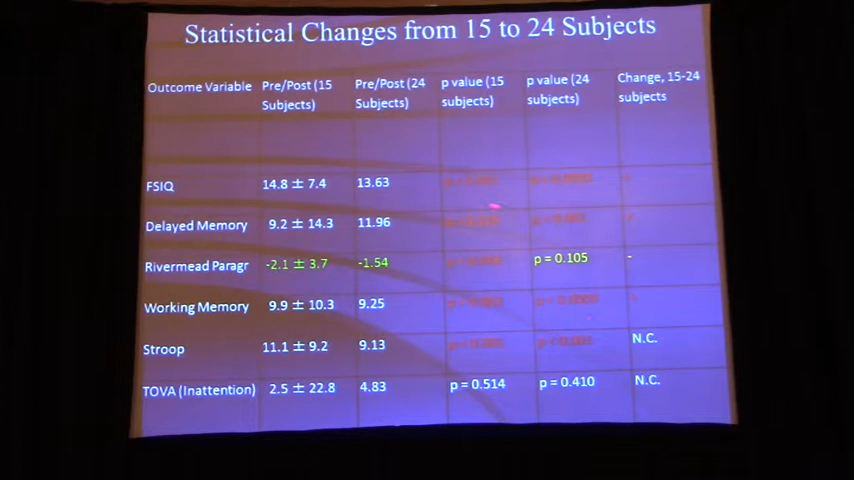 Statistical Changes from 15 to 24 Subjects
Outcome Variable Pre/Post (15 Subjects) Pre/Post (24 Subjects) p value (15 subjects) p value (24 subjects) Change, 15-24 subjects
FSIQ 14.8 ± 7.4 13.63
Delayed Memory 9.2 ± 14.3 11.96
Rivermead Paragr -2.1 ± 3.7 -1.54 p = 0.105 -
Working Memory 9.9 ± 10.3 9.25
Stroop 11.1 ± 9.2 9.13 N.C.
TOVA (Inattention) 2.5 ± 22.8 4.83 p = 0.514 p = 0.410 N.C.